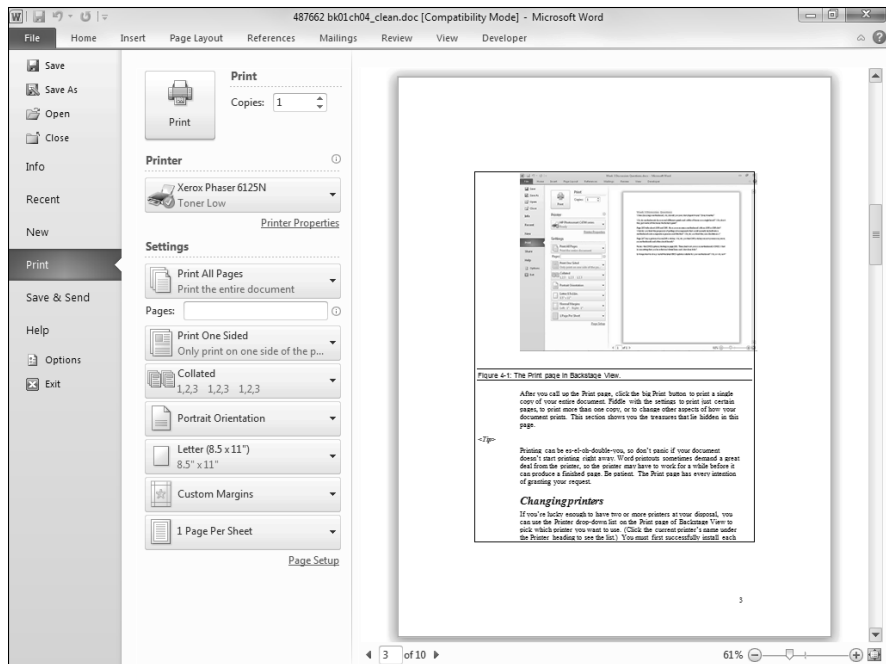 487662 bk01ch04_clean.doc [Compatibility Mode] - Microsoft Word
File Home Insert Page Layout References Mailings Review View Developer
Save
Save As
Open
Close
Info
Recent
New
Print
Save & Send
Help
Options
Exit
Print
Print
Copies: 1
Printer
Xerox Phaser 6125N
Toner Low
Printer Properties
Settings
Print All Pages
Print the entire document
Pages:
Print One Sided
Only print on one side of the p...
Collated
1,2,3 1,2,3 1,2,3
Portrait Orientation
Letter (8.5 x 11")
8.5" x 11"
Custom Margins
1 Page Per Sheet
Page Setup
Figure 4-1: The Print page in Backstage View.
After you call up the Print page, click the big Print button to print a single
copy of your entire document. Fiddle with the settings to print just certain
pages, to print more than one copy, or to change other aspects of how your
document prints. This section shows you the treasures that lie hidden in this
page.
<Tip>
Printing can be es-el-oh-double-you, so don't panic if your document
doesn't start printing right away. Word printouts sometimes demand a great
deal from the printer, so the printer may have to work for a while before it
can produce a finished page. Be patient. The Print page has every intention
of granting your request.
Changing printers
If you're lucky enough to have two or more printers at your disposal, you
can use the Printer drop-down list on the Print page of Backstage View to
pick which printer you want to use. (Click the current printer's name under
the Printer heading to see the list.) You must first successfully install each
3
3 of 10
61%